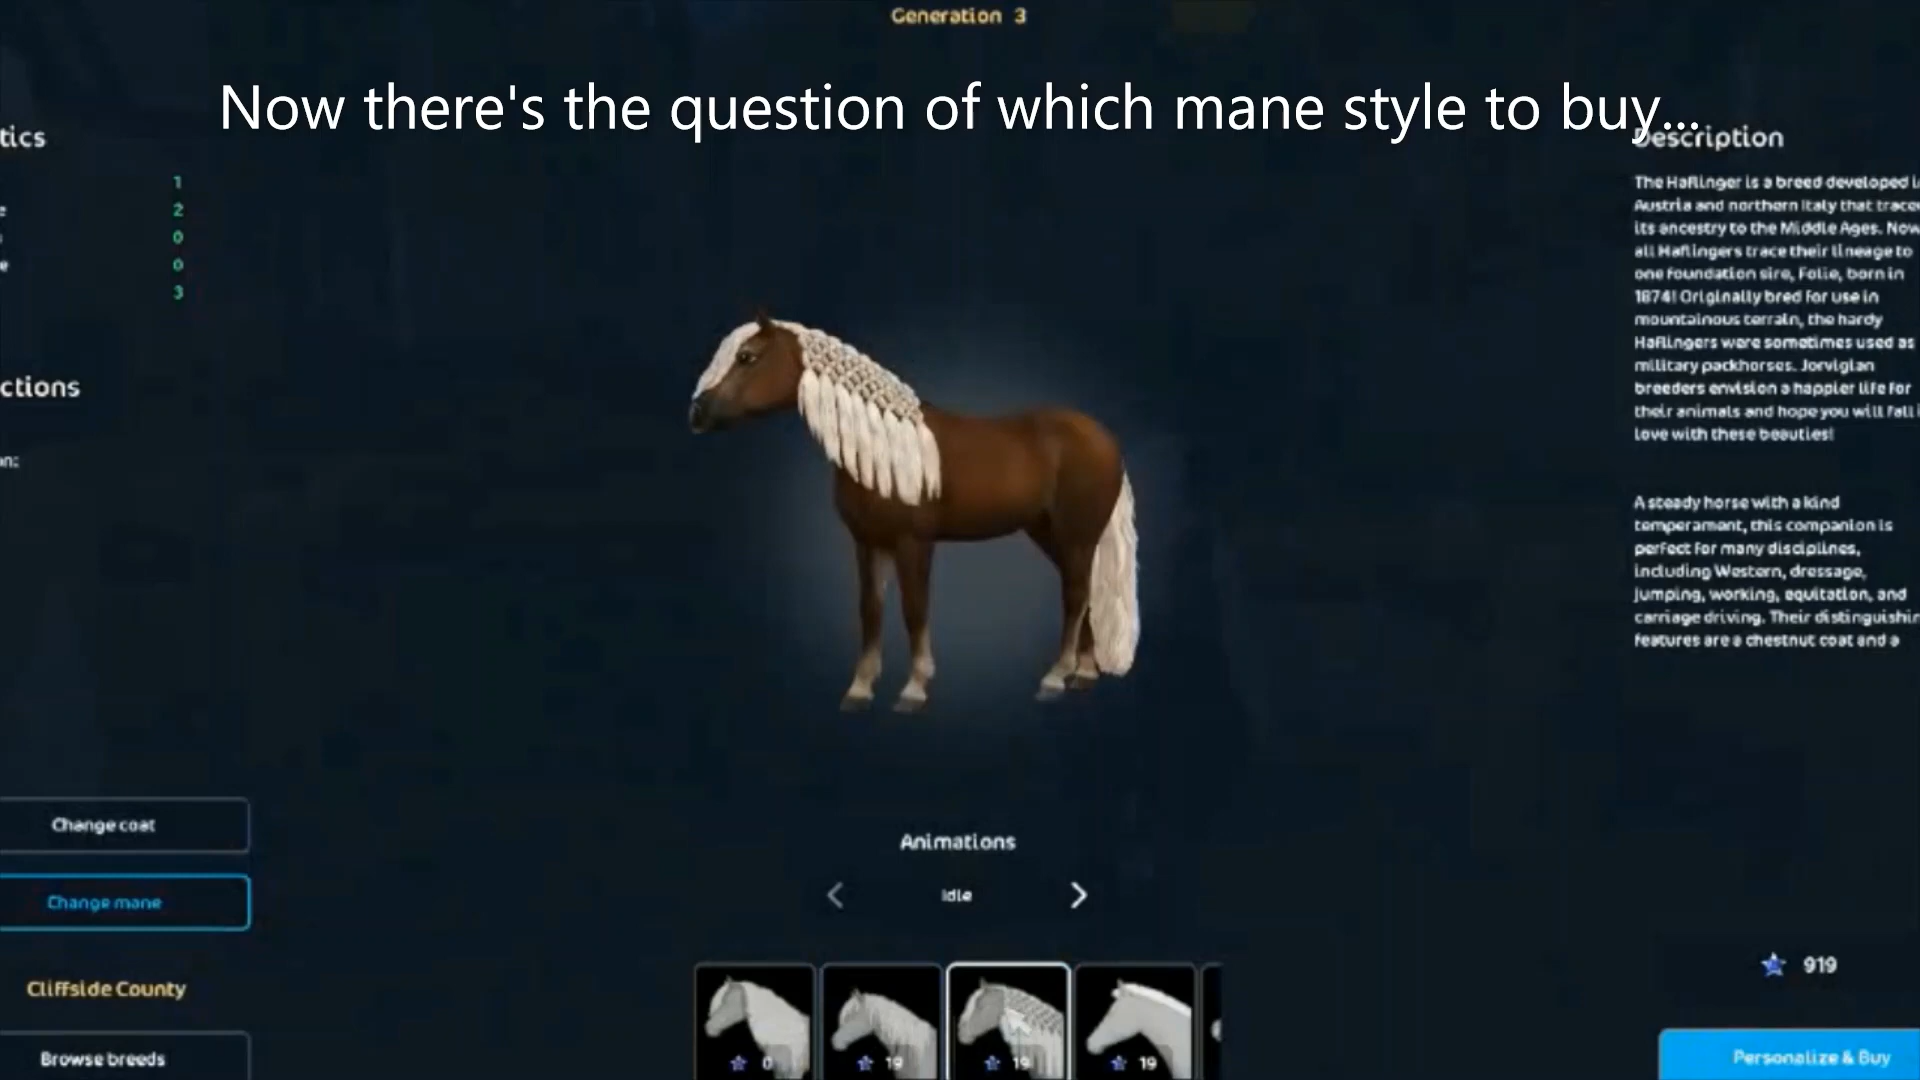 Generation 3
Now there's the question of which mane style to buy...
tics
1
2
0
0
3
ctions
Description
The Haflinger is a breed developed
Austria and northern Italy that trace
its ancestry to the Middle Ages. Now
all Haflingers trace their lineage to
one foundation sire, Folie, born in
1874! Originally bred for use in
mountainous terrain, the hardy
Haflingers were sometimes used as
military packhorses. Jorvigian
breeders envision a happier life for
their animals and hope you will fall
love with these beauties!
A steady horse with a kind
temperament, this companion is
perfect for many disciplines,
including Western, dressage,
jumping, working, equitation, and
carriage driving. Their distinguishin
features are a chestnut coat and a
Change coat
Change mane
Cliffside County
Browse breeds
Animations
Idle
0
19
19
19
919
Personalize & Buy